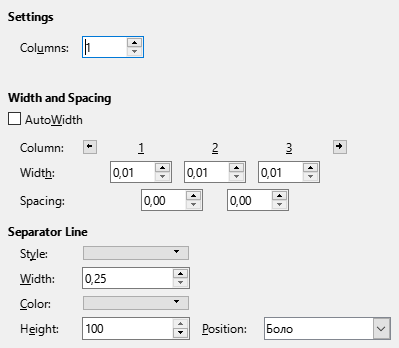 Settings
Columns: 1
Width and Spacing
AutoWidth
Column: 1 2 3
Width: 0,01 0,01 0,01
Spacing: 0,00 0,00
Separator Line
Style:
Width: 0,25
Color:
Height: 100 Position: Боло